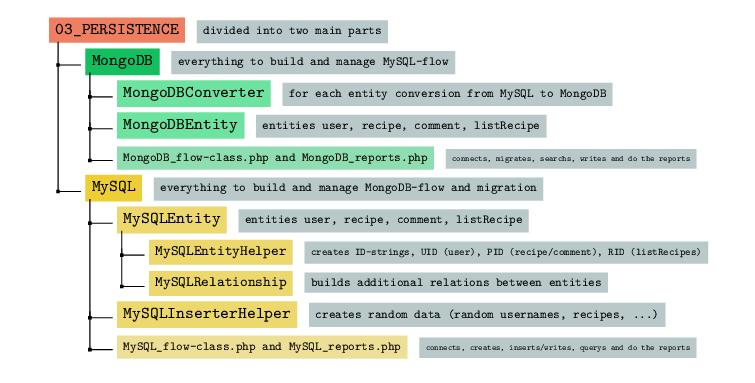 03_PERSISTENCE divided into two main parts
MongoDB everything to build and manage MySQL-flow
MongoDBConverter for each entity conversion from MySQL to MongoDB
MongoDBEntity entities user, recipe, comment, listRecipe
MongoDB_flow-class.php and MongoDB_reports.php connects, migrates, searchs, writes and do the reports
MySQL everything to build and manage MongoDB-flow and migration
MySQLEntity entities user, recipe, comment, listRecipe
MySQLEntityHelper creates ID-strings, UID (user), PID (recipe/comment), RID (listRecipes)
MySQLRelationship builds additional relations between entities
MySQLInserterHelper creates random data (random usernames, recipes, ...)
MySQL_flow-class.php and MySQL_reports.php connects, creates, inserts/writes, querys and do the reports